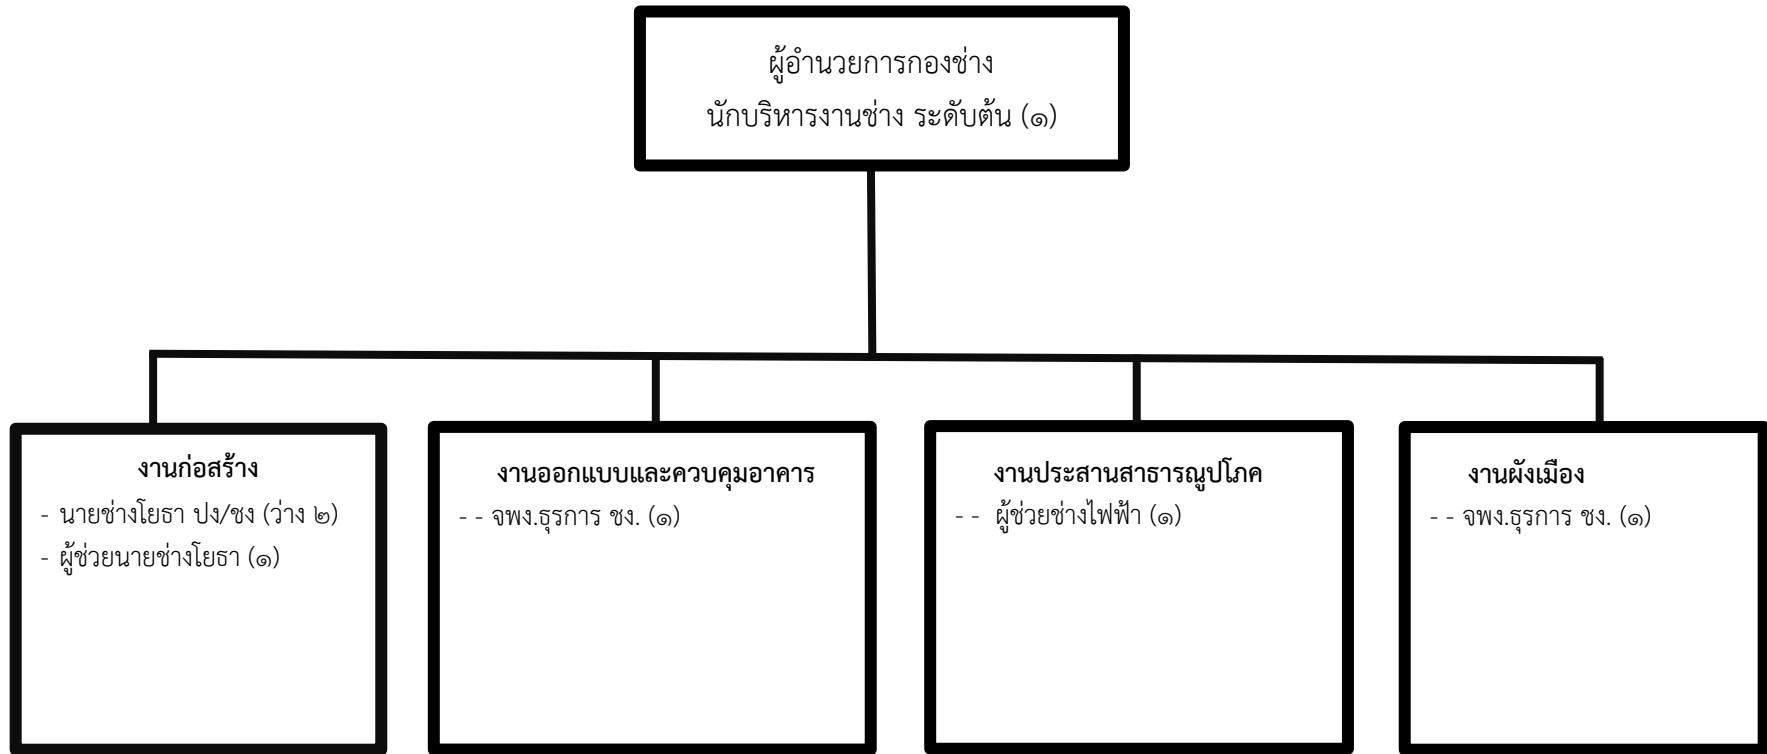 ผู้อำนวยการกองช่าง
นักบริหารงานช่าง ระดับต้น (๑)
งานก่อสร้าง
- นายช่างโยธา ปง/ชง (ว่าง ๒)
- ผู้ช่วยนายช่างโยธา (๑)
งานออกแบบและควบคุมอาคาร
- - จพง.ธุรการ ชง. (๑)
งานประสานสาธารณูปโภค
- - ผู้ช่วยช่างไฟฟ้า (๑)
งานผังเมือง
- - จพง.ธุรการ ชง. (๑)